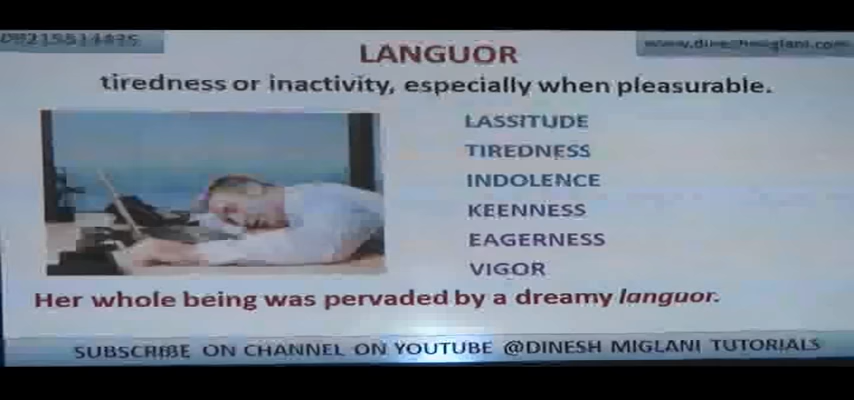 LANGUOR
tiredness or inactivity, especially when pleasurable.
LASSITUDE
TIREDNESS
INDOLENCE
KEENNESS
EAGERNESS
VIGOR
Her whole being was pervaded by a dreamy languor.
SUBSCRIBE ON CHANNEL ON YOUTUBE @DINESH MIGLANI TUTORIALS